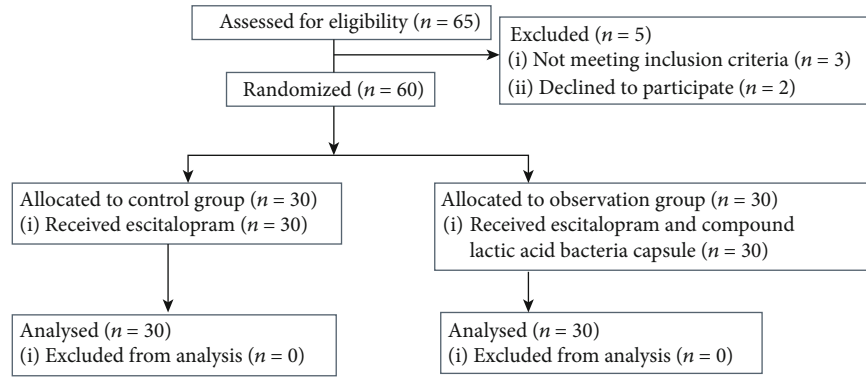 Assessed for eligibility (n = 65)
Excluded (n = 5)
(i) Not meeting inclusion criteria (n = 3)
(ii) Declined to participate (n = 2)
Randomized (n = 60)
Allocated to control group (n = 30)
(i) Received escitalopram (n = 30)
Allocated to observation group (n = 30)
(i) Received escitalopram and compound
lactic acid bacteria capsule (n = 30)
Analysed (n = 30)
(i) Excluded from analysis (n = 0)
Analysed (n = 30)
(i) Excluded from analysis (n = 0)